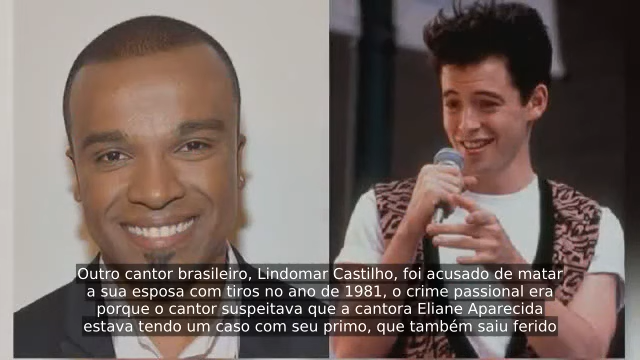 Outro cantor brasileiro, Lindomar Castilho, foi acusado de matar
a sua esposa com tiros no ano de 1981, o crime passional era
porque o cantor suspeitava que a cantora Eliane Aparecida
estava tendo um caso com seu primo, que também saiu ferido